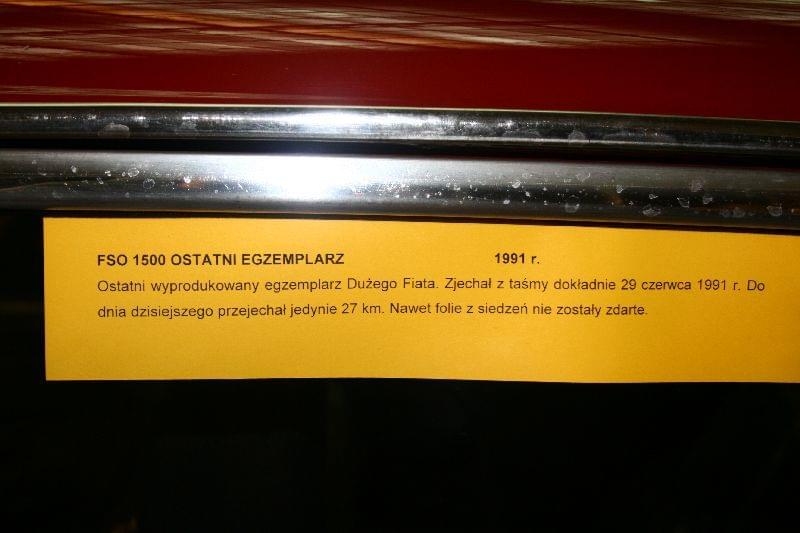 FSO 1500 OSTATNI EGZEMPLARZ 1991 r.
Ostatni wyprodukowany egzemplarz Dużego Fiata. Zjechał z taśmy dokładnie 29 czerwca 1991 r. Do
dnia dzisiejszego przejechał jedynie 27 km. Nawet folie z siedzeń nie zostały zdarte.